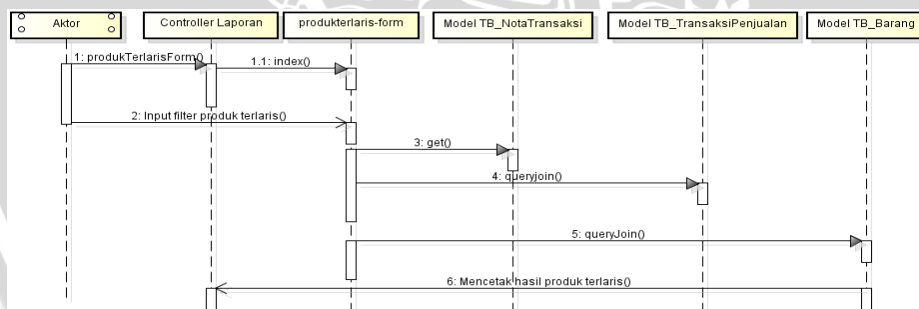 Aktor
Controller Laporan
produkterlaris-form
Model TB_NotaTransaksi
Model TB_TransaksiPenjualan
Model TB_Barang
1: produkTerlarisForm()
1.1: index()
2: Input filter produk terlaris()
3: get()
4: queryjoin()
5: queryJoin()
6: Mencetak hasil produk terlaris()